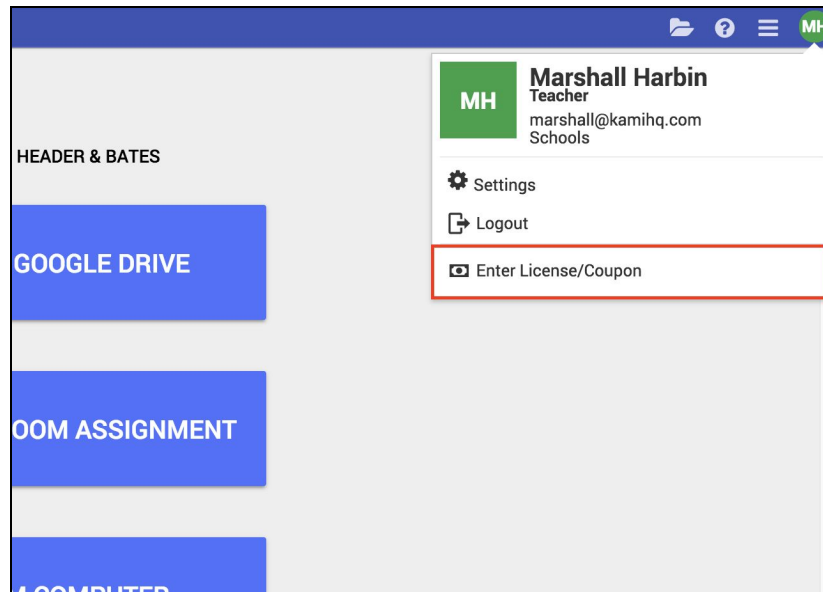 MH
MH
Marshall Harbin
Teacher
marshall@kamihq.com
Schools
HEADER & BATES
Settings
Logout
GOOGLE DRIVE
Enter License/Coupon
OOM ASSIGNMENT
COMPUTER